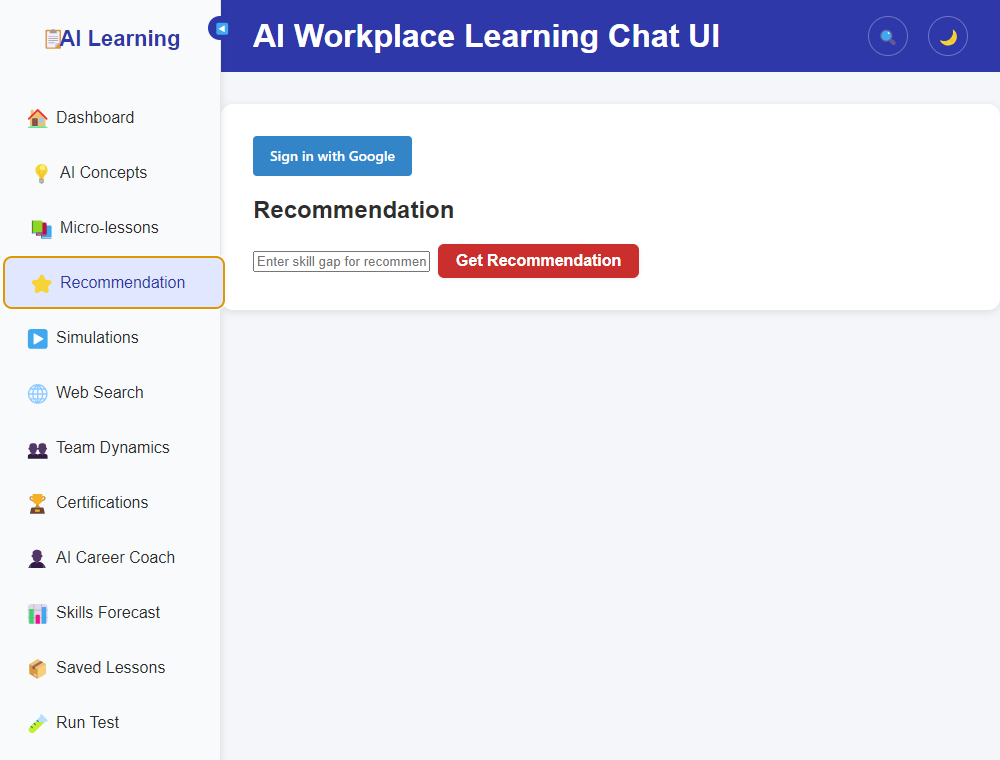 AI Learning
AI Workplace Learning Chat UI
Dashboard
AI Concepts
Micro-lessons
Recommendation
Simulations
Web Search
Team Dynamics
Certifications
AI Career Coach
Skills Forecast
Saved Lessons
Run Test
Sign in with Google
Recommendation
Enter skill gap for recommen
Get Recommendation